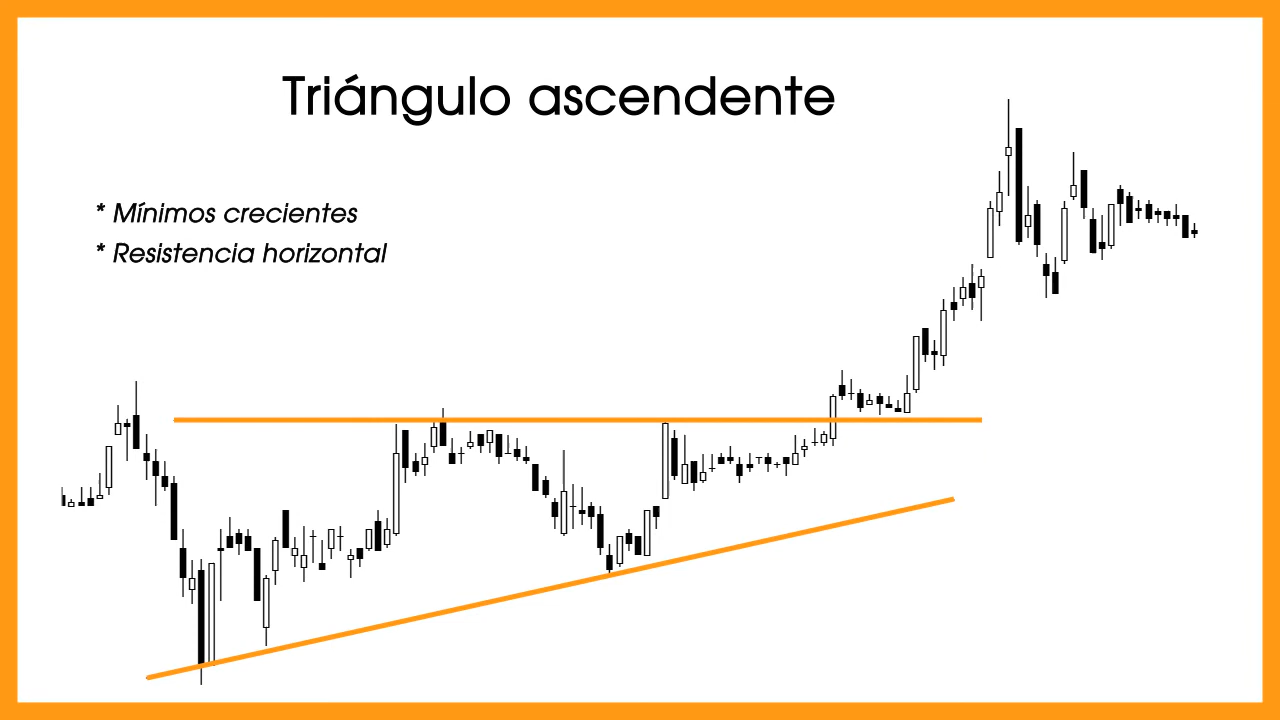 Triángulo ascendente
* Mínimos crecientes
* Resistencia horizontal